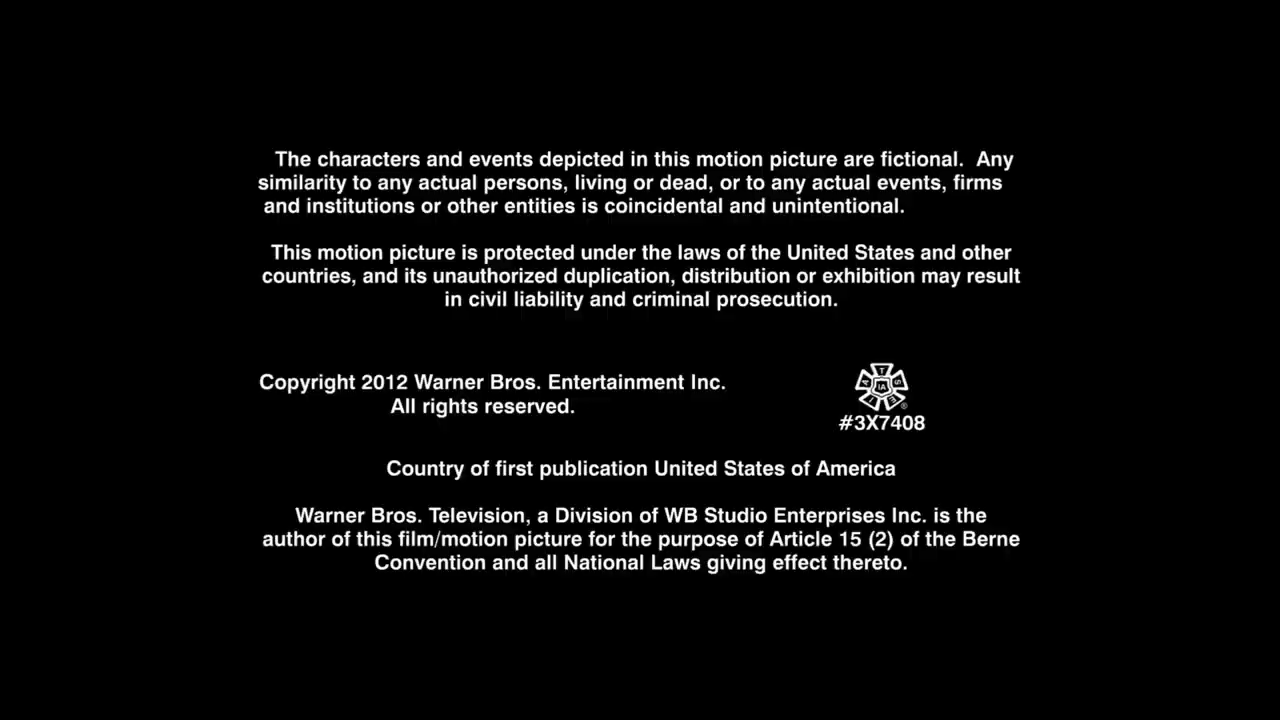 The characters and events depicted in this motion picture are fictional.  Any
similarity to any actual persons, living or dead, or to any actual events, firms
and institutions or other entities is coincidental and unintentional.
This motion picture is protected under the laws of the United States and other
countries, and its unauthorized duplication, distribution or exhibition may result
in civil liability and criminal prosecution.
Copyright 2012 Warner Bros. Entertainment Inc.
All rights reserved.
IATSE
IA
®
#3X7408
Country of first publication United States of America
Warner Bros. Television, a Division of WB Studio Enterprises Inc. is the
author of this film/motion picture for the purpose of Article 15 (2) of the Berne
Convention and all National Laws giving effect thereto.